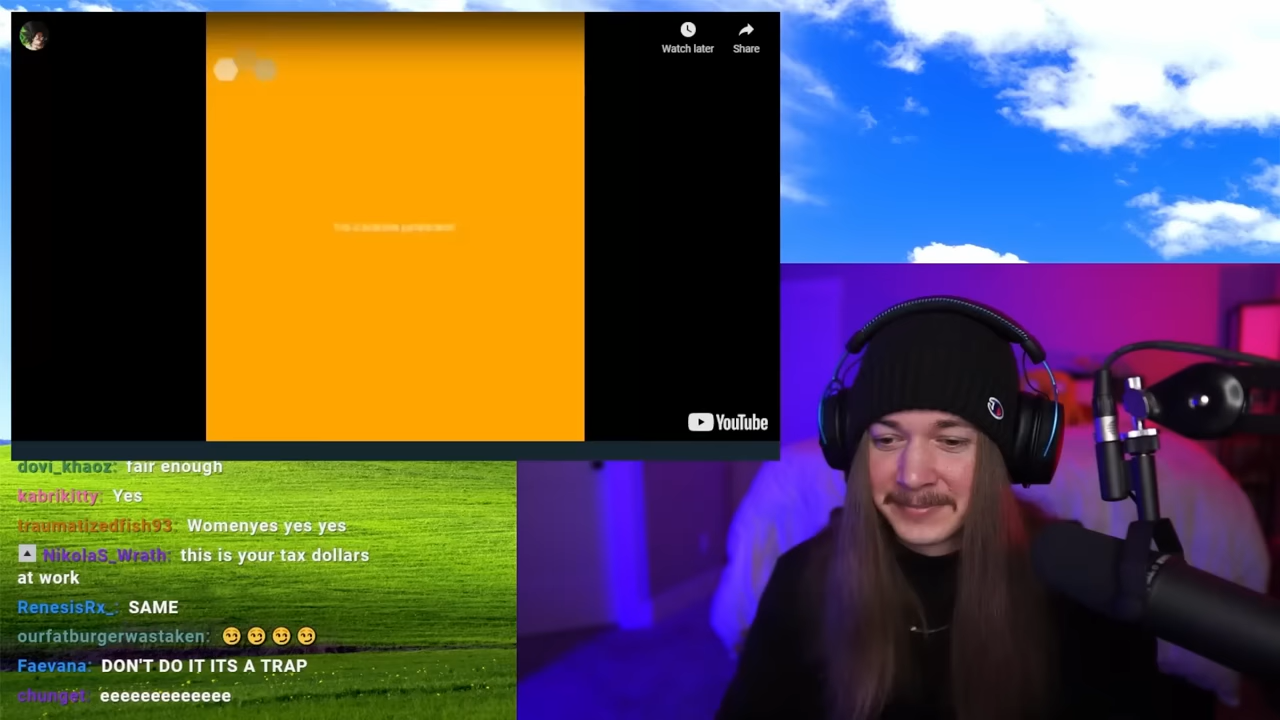 Watch later
Share
YouTube
dovi_khaoz: fair enough
kabrikitty: Yes
traumatizedfish93 Womenyes yes yes
NikolaS_Wrath: this is your tax dollars
at work
RenesisRx_: SAME
ourfatburgerwastaken: 😏 😏 😏 😏
Faevana: DON'T DO IT ITS A TRAP
chunget: eeeeeeeeeeeee